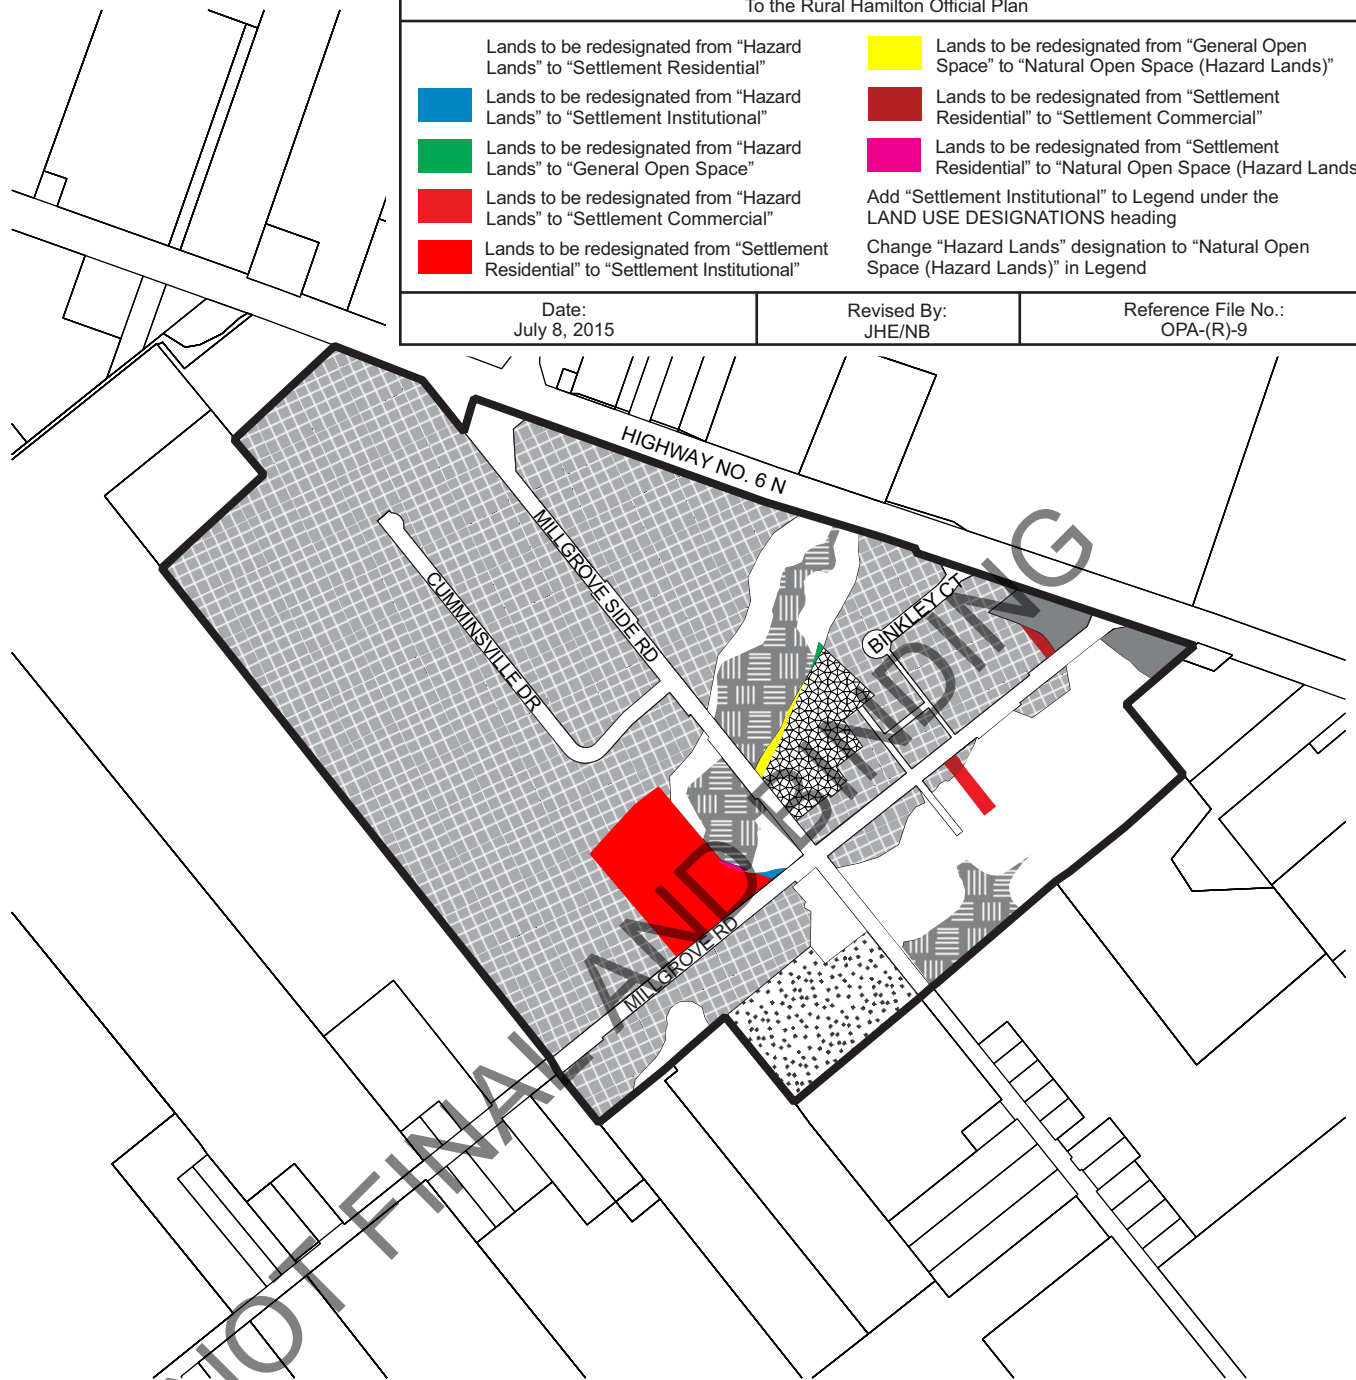 To the Rural Hamilton Official Plan
Lands to be redesignated from “Hazard
Lands” to “Settlement Residential”
Lands to be redesignated from “Hazard
Lands” to “Settlement Institutional”
Lands to be redesignated from “Hazard
Lands” to “General Open Space”
Lands to be redesignated from “Hazard
Lands” to “Settlement Commercial”
Lands to be redesignated from “Settlement
Residential” to “Settlement Institutional”
Lands to be redesignated from “General Open
Space” to “Natural Open Space (Hazard Lands)”
Lands to be redesignated from “Settlement
Residential” to “Settlement Commercial”
Lands to be redesignated from “Settlement
Residential” to “Natural Open Space (Hazard Lands
Add “Settlement Institutional” to Legend under the
LAND USE DESIGNATIONS heading
Change “Hazard Lands” designation to “Natural Open
Space (Hazard Lands)” in Legend
Date:
July 8, 2015
Revised By:
JHE/NB
Reference File No.:
OPA-(R)-9
HIGHWAY NO. 6 N
MILLGROVE SIDE RD
CUMMINSVILLE DR
BINKLEY CT
MILLGROVE RD
NOT FINAL AND BINDING